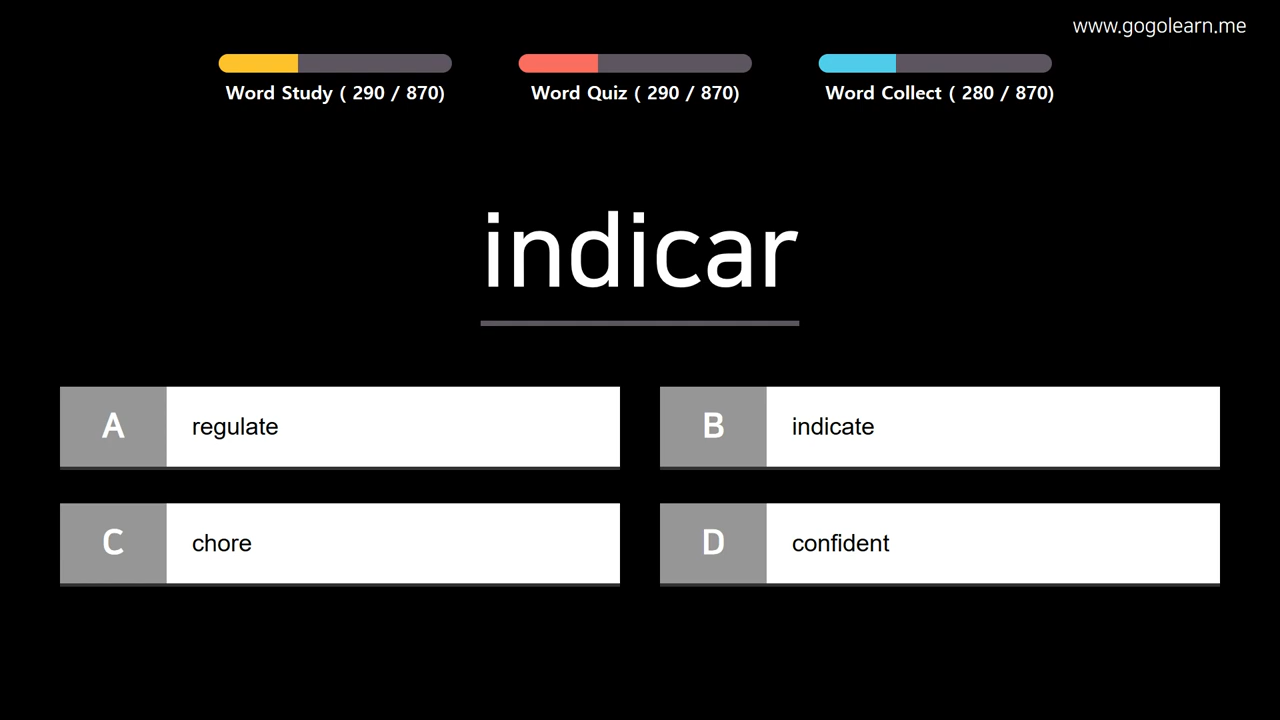 www.gogolearn.me
Word Study ( 290 / 870)
Word Quiz ( 290 / 870)
Word Collect ( 280 / 870)
indicar
A regulate
B indicate
C chore
D confident